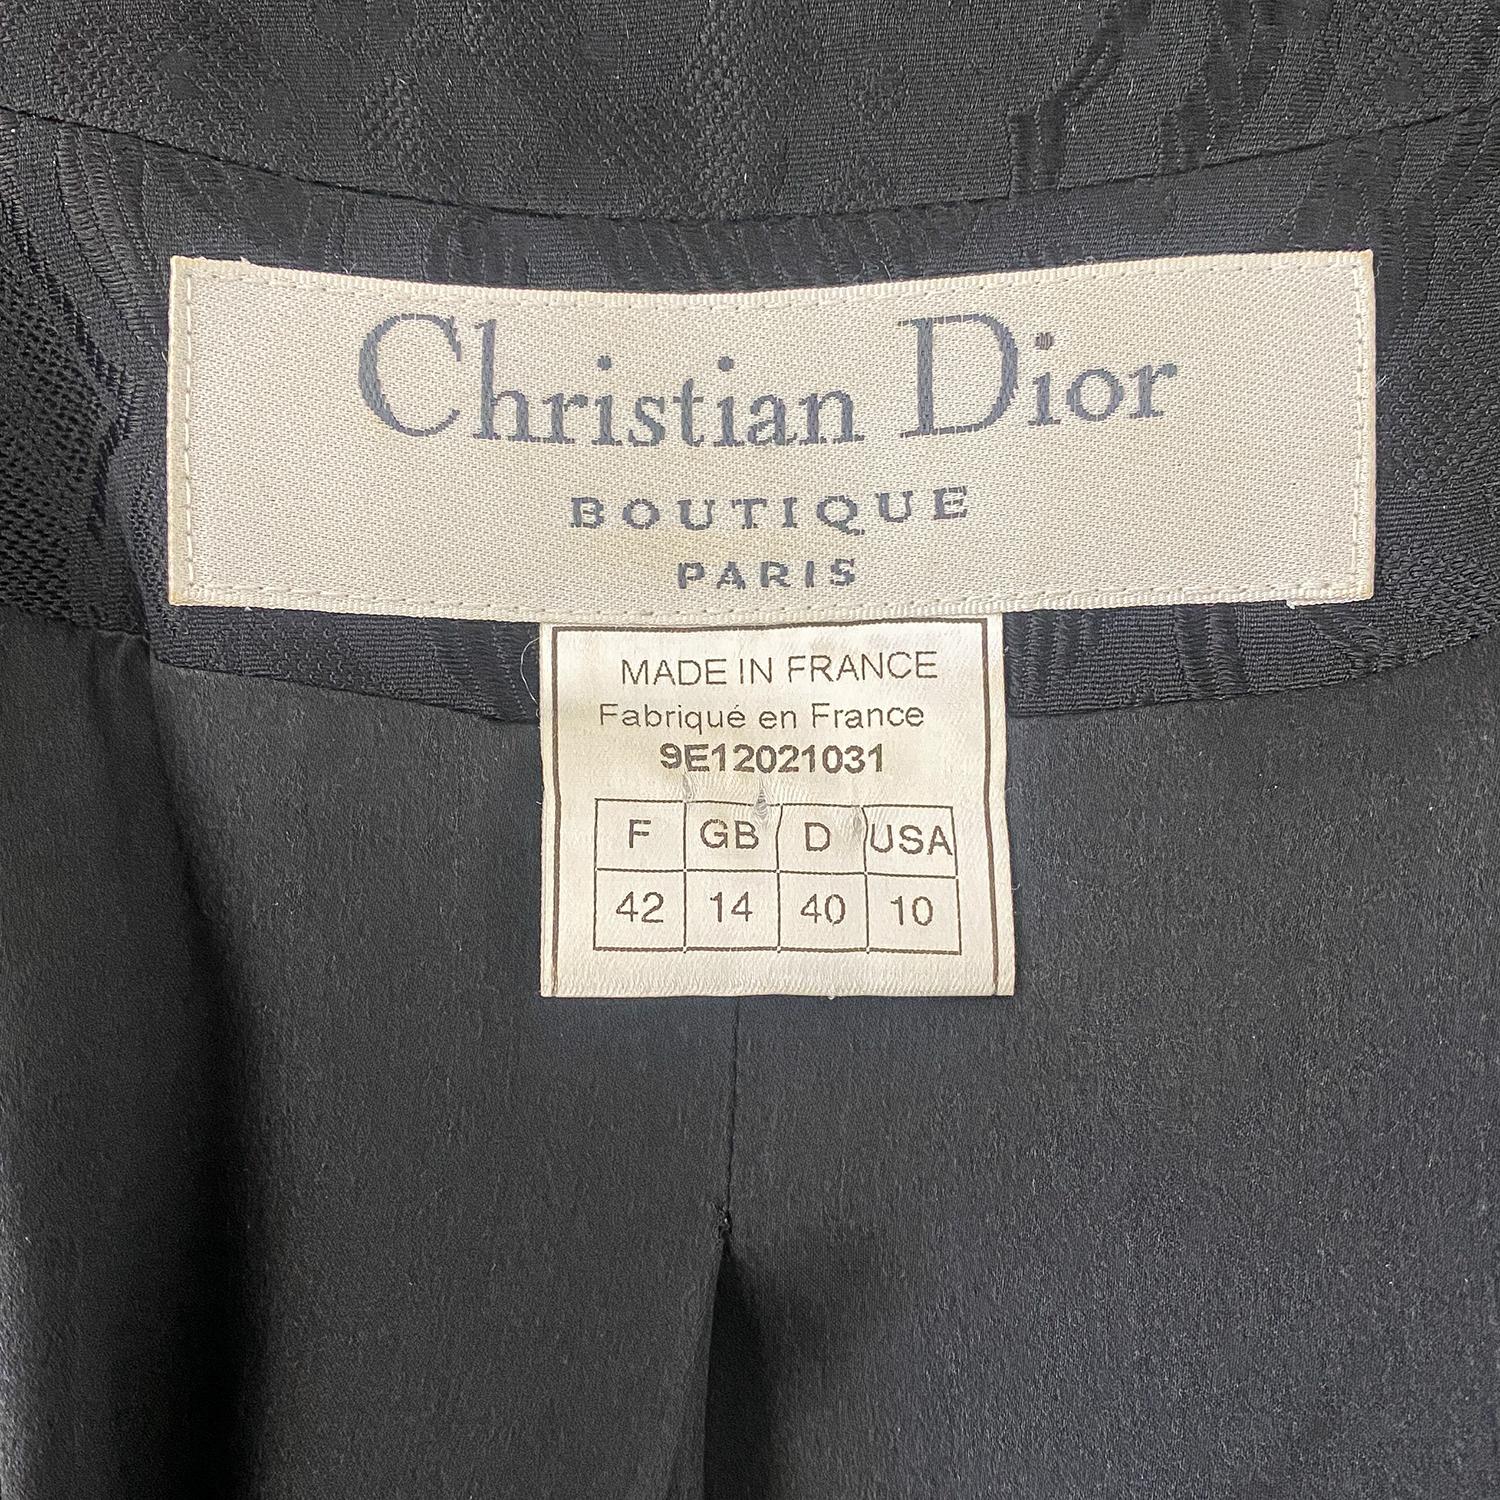 Christian Dior
BOUTIQUE
PARIS
MADE IN FRANCE
Fabriqué en France
9E12021031
F GB D USA
42 14 40 10